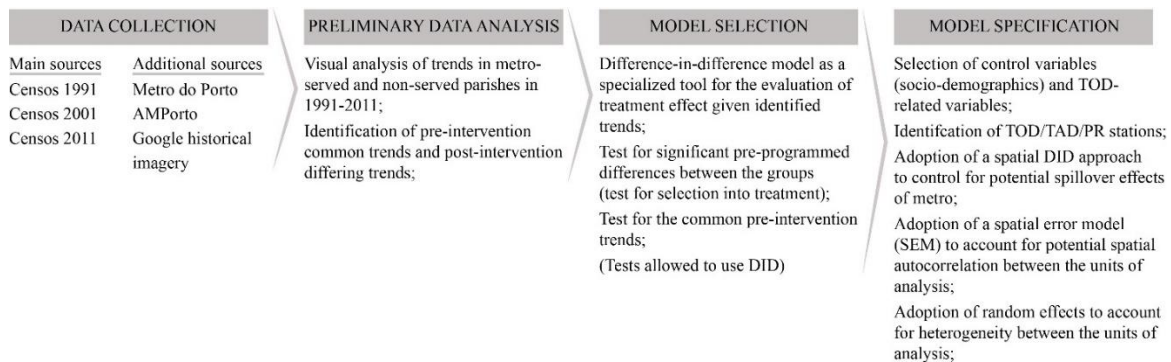 DATA COLLECTION
Main sources
Censos 1991
Censos 2001
Censos 2011
Additional sources
Metro do Porto
AMPorto
Google historical
imagery
PRELIMINARY DATA ANALYSIS
Visual analysis of trends in metro-
served and non-served parishes in
1991-2011;
Identification of pre-intervention
common trends and post-intervention
differing trends;
MODEL SELECTION
Difference-in-difference model as a
specialized tool for the evaluation of
treatment effect given identified
trends;
Test for significant pre-programmed
differences between the groups
(test for selection into treatment);
Test for the common pre-intervention
trends;
(Tests allowed to use DID)
MODEL SPECIFICATION
Selection of control variables
(socio-demographics) and TOD-
related variables;
Identifcation of TOD/TAD/PR stations;
Adoption of a spatial DID approach
to control for potential spillover effects
of metro;
Adoption of a spatial error model
(SEM) to account for potential spatial
autocorrelation between the units of
analysis;
Adoption of random effects to account
for heterogeneity between the units of
analysis;